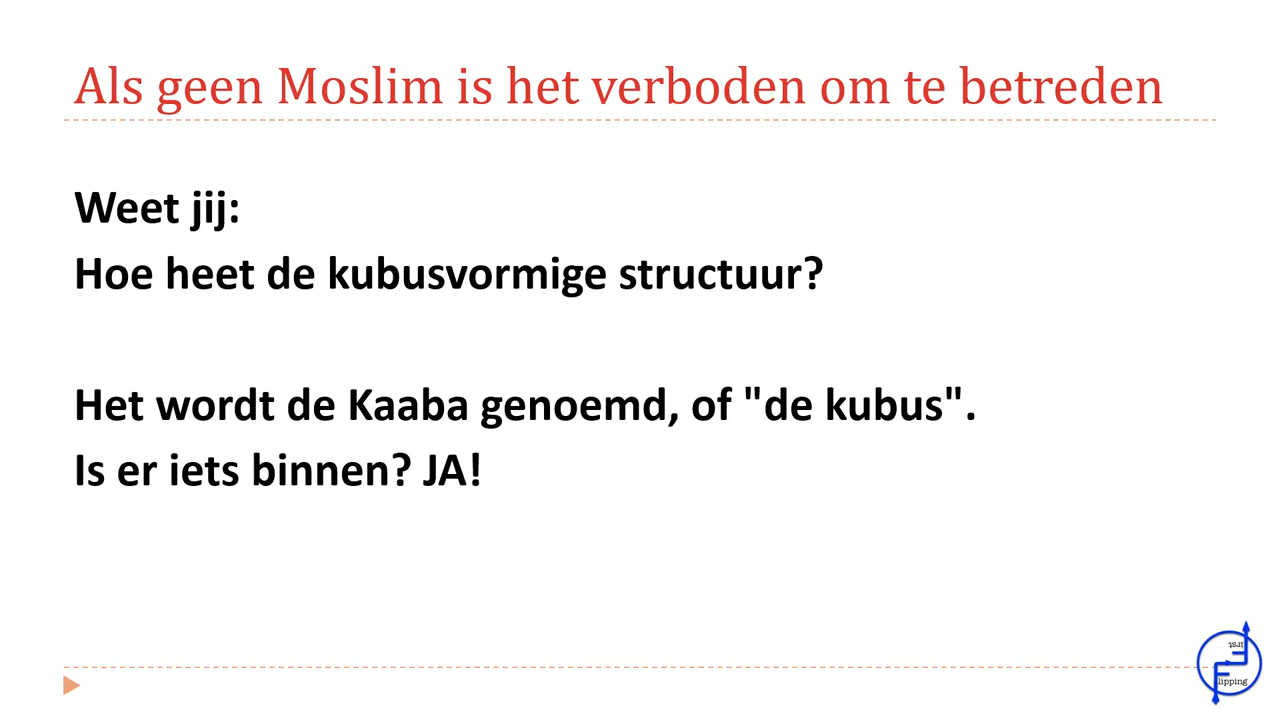 Als geen Moslim is het verboden om te betreden
Weet jij:
Hoe heet de kubusvormige structuur?
Het wordt de Kaaba genoemd, of "de kubus".
Is er iets binnen? JA!
irst
lipping